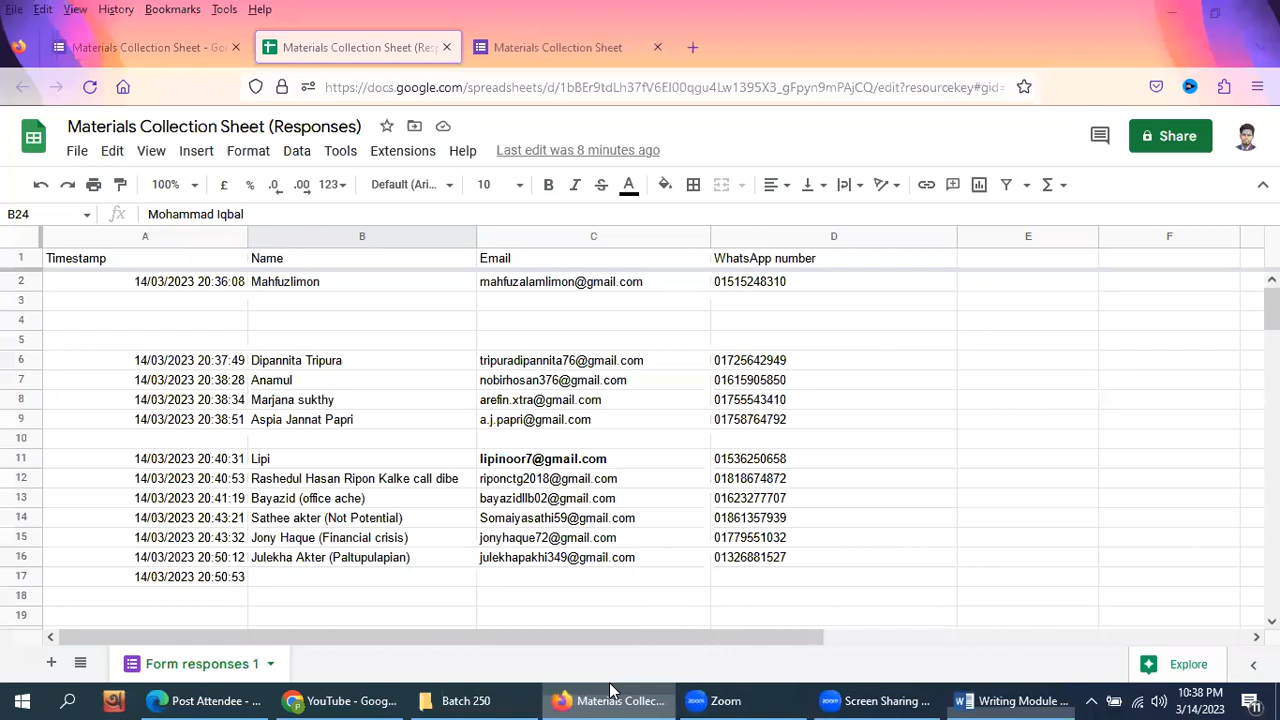 File Edit View History Bookmarks Tools Help
Materials Collection Sheet - Go
Materials Collection Sheet (Resp
Materials Collection Sheet
https://docs.google.com/spreadsheets/d/1bBEr9tdLh37fV6EI00qgu4Lw1395X3_gFpyn9mPAjCQ/edit?resourcekey#gid=
Materials Collection Sheet (Responses)
Share
File Edit View Insert Format Data Tools Extensions Help Last edit was 8 minutes ago
100% £ % .0 .00 123 Default (Ari... 10 B I S A
B24 fx Mohammad Iqbal
A B C D E F
1 Timestamp Name Email WhatsApp number
2 14/03/2023 20:36:08 Mahfuzlimon mahfuzalamlimon@gmail.com 01515248310
3
4
5
6 14/03/2023 20:37:49 Dipannita Tripura tripuradipannita76@gmail.com 01725642949
7 14/03/2023 20:38:28 Anamul nobirhosan376@gmail.com 01615905850
8 14/03/2023 20:38:34 Marjana sukthy arefin.xtra@gmail.com 01755543410
9 14/03/2023 20:38:51 Aspia Jannat Papri a.j.papri@gmail.com 01758764792
10
11 14/03/2023 20:40:31 Lipi lipinoor7@gmail.com 01536250658
12 14/03/2023 20:40:53 Rashedul Hasan Ripon Kalke call dibe riponctg2018@gmail.com 01818674872
13 14/03/2023 20:41:19 Bayazid (office ache) bayazidllb02@gmail.com 01623277707
14 14/03/2023 20:43:21 Sathee akter (Not Potential) Somaiyasathi59@gmail.com 01861357939
15 14/03/2023 20:43:32 Jony Haque (Financial crisis) jonyhaque72@gmail.com 01779551032
16 14/03/2023 20:50:12 Julekha Akter (Paltupulapian) julekhapakhi349@gmail.com 01326881527
17 14/03/2023 20:50:53
18
19
Form responses 1
Explore
Post Attendee - ...
YouTube - Goog...
Batch 250
Materials Collec...
Zoom
Screen Sharing ...
Writing Module ...
10:38 PM
3/14/2023
11